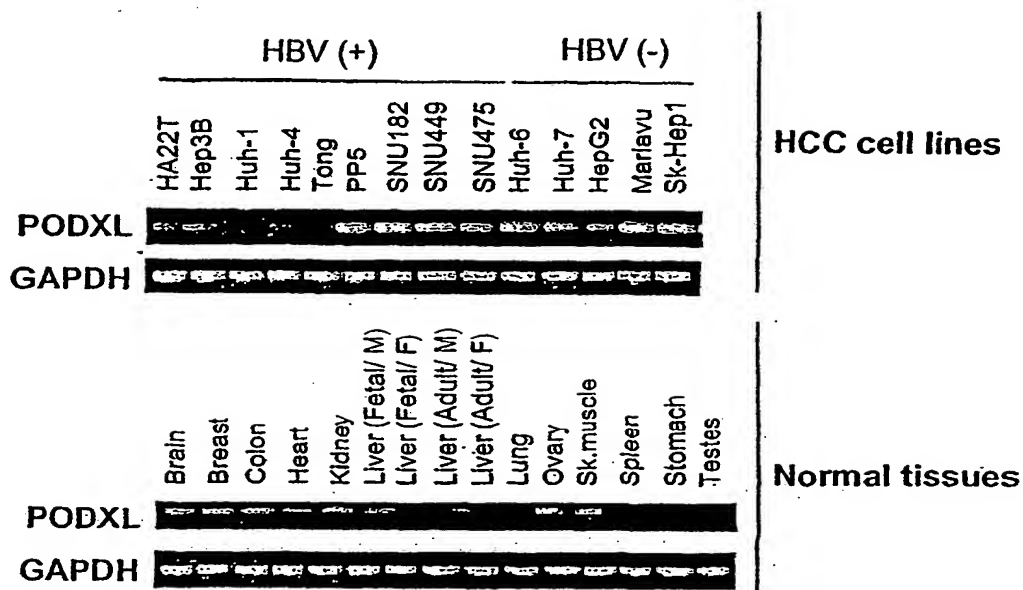 HBV (+) HBV (-)
HA22T Hep3B Huh-1 Huh-4 Tong PP5 SNU182 SNU449 SNU475 Huh-6 Huh-7 HepG2 Marlavu Sk-Hep1
HCC cell lines
PODXL
GAPDH
Brain Breast Colon Heart Kidney Liver (Fetal/ M) Liver (Fetal/ F) Liver (Adult/ M) Liver (Adult/ F) Lung Ovary Sk.muscle Spleen Stomach Testes
Normal tissues
PODXL
GAPDH